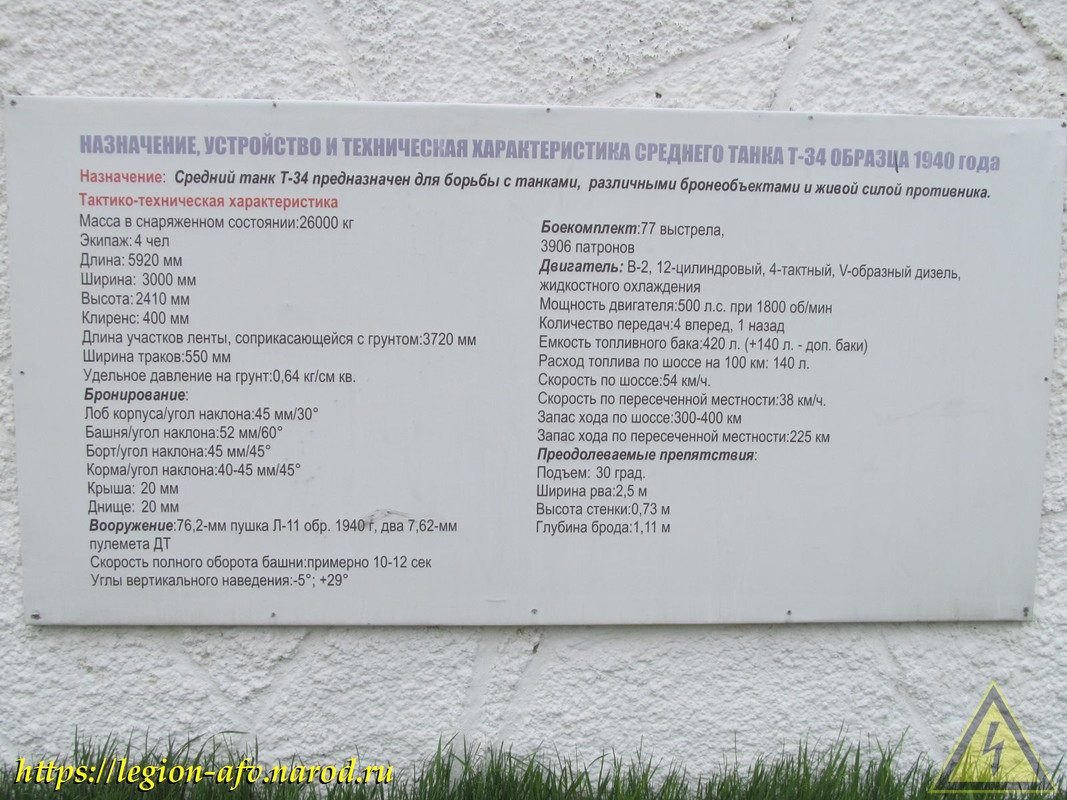 НАЗНАЧЕНИЕ, УСТРОЙСТВО И ТЕХНИЧЕСКАЯ ХАРАКТЕРИСТИКА СРЕДНЕГО ТАНКА Т-34 ОБРАЗЦА 1940 года
Назначение: Средний танк Т-34 предназначен для борьбы с танками, различными бронеобъектами и живой силой противника.
Тактико-техническая характеристика
Масса в снаряженном состоянии:26000 кг
Экипаж: 4 чел
Длина: 5920 мм
Ширина: 3000 мм
Высота: 2410 мм
Клиренс: 400 мм
Длина участков ленты, соприкасающейся с грунтом:3720 мм
Ширина траков:550 мм
Удельное давление на грунт:0,64 кг/см кв.
Бронирование:
Лоб корпуса/угол наклона:45 мм/30°
Башня/угол наклона:52 мм/60°
Борт/угол наклона:45 мм/45°
Корма/угол наклона:40-45 мм/45°
Крыша: 20 мм
Днище: 20 мм
Вооружение:76,2-мм пушка Л-11 обр. 1940 г, два 7,62-мм
пулемета ДТ
Скорость полного оборота башни:примерно 10-12 сек
Углы вертикального наведения:-5°; +29°
Боекомплект:77 выстрела,
3906 патронов
Двигатель: В-2, 12-цилиндровый, 4-тактный, V-образный дизель,
жидкостного охлаждения
Мощность двигателя:500 л.с. при 1800 об/мин
Количество передач:4 вперед, 1 назад
Емкость топливного бака:420 л. (+140 л. - доп. баки)
Расход топлива по шоссе на 100 км: 140 л.
Скорость по шоссе:54 км/ч.
Скорость по пересеченной местности:38 км/ч.
Запас хода по шоссе:300-400 км
Запас хода по пересеченной местности:225 км
Преодолеваемые препятствия:
Подъем: 30 град.
Ширина рва:2,5 м
Высота стенки:0,73 м
Глубина брода:1,11 м
https://legion-afv.narod.ru